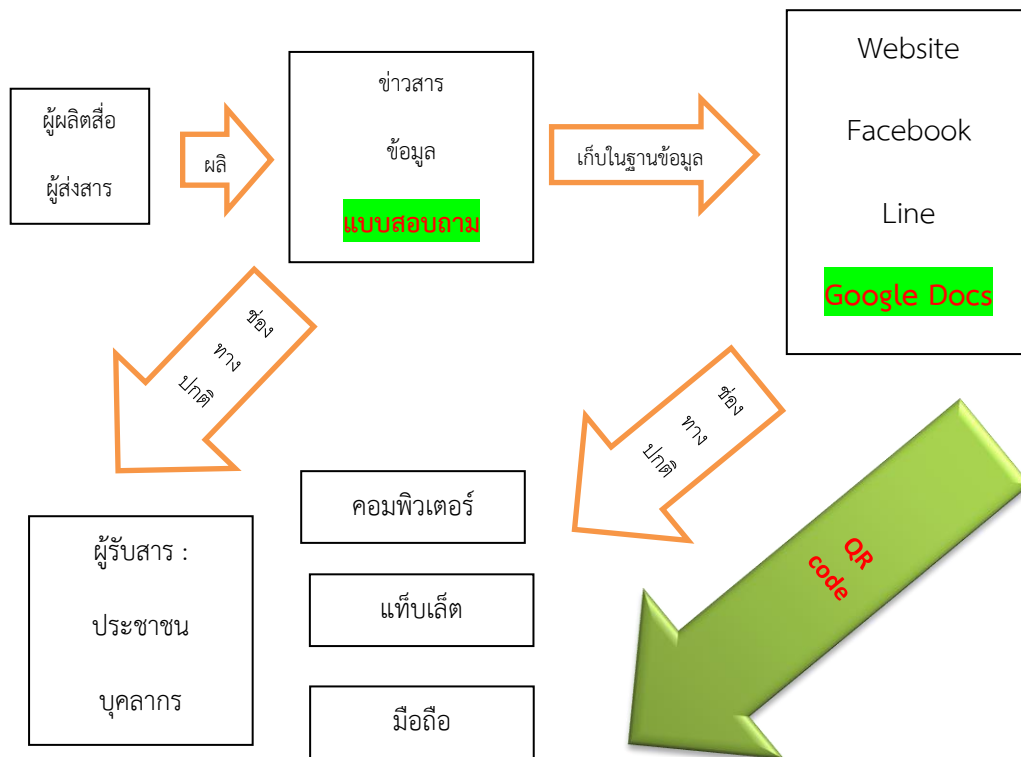 ผู้ผลิตสื่อ
ผู้ส่งสาร
ผลิ
ข่าวสาร
ข้อมูล
แบบสอบถาม
เก็บในฐานข้อมูล
Website
Facebook
Line
Google Docs
ช่อง
ทาง
ปกติ
ช่อง
ทาง
ปกติ
QR
code
ผู้รับสาร :
ประชาชน
บุคลากร
คอมพิวเตอร์
แท็บเล็ต
มือถือ